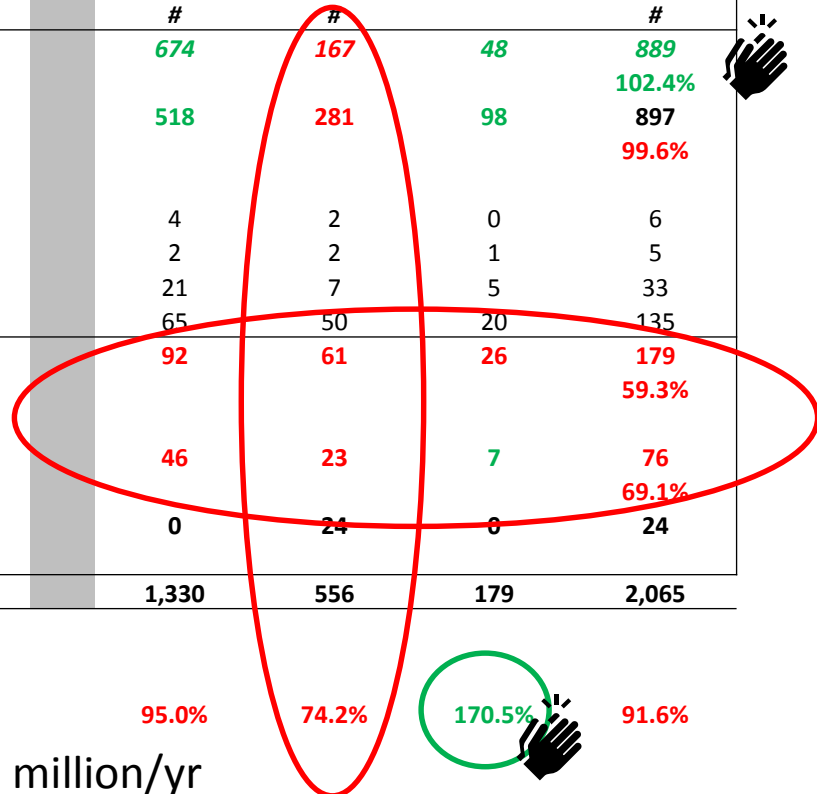 # # #
674 167 48 889
102.4%
518 281 98 897
99.6%
4 2 0 6
2 2 1 5
21 7 5 33
65 50 20 135
92 61 26 179
59.3%
46 23 7 76
69.1%
0 24 0 24
1,330 556 179 2,065
95.0% 74.2% 170.5% 91.6%
million/yr